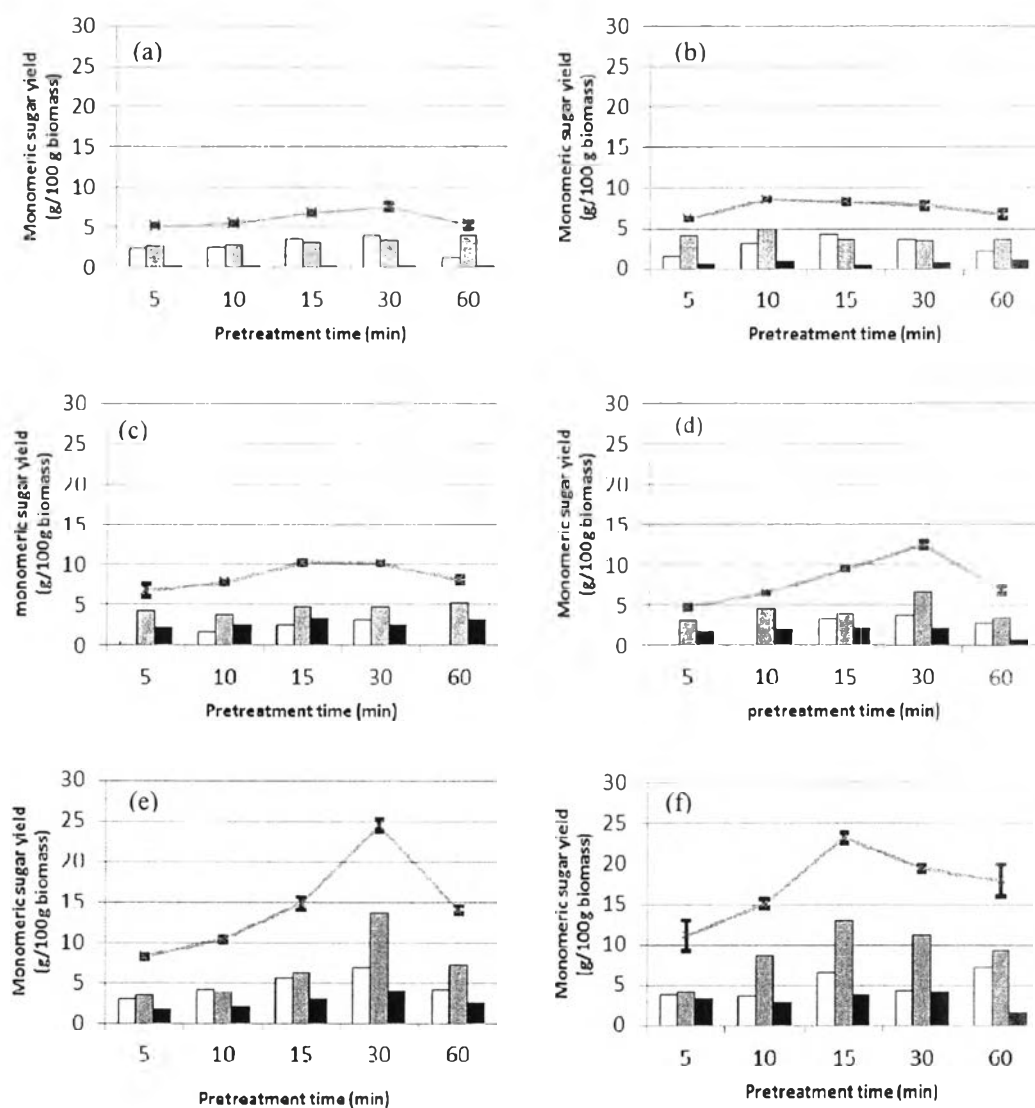 (a)
Monomeric sugar yield
(g/100 g biomass)
30
25
20
15
10
5
0
5 10 15 30 60
Pretreatment time (min)
(b)
Monomeric sugar yield
(g/100 g biomass)
30
25
20
15
10
5
0
5 10 15 30 60
Pretreatment time (min)
(c)
monomeric sugar yield
(g/100g biomass)
30
25
20
15
10
5
0
5 10 15 30 60
Pretreatment time (min)
(d)
Monomeric sugar yield
(g/100g biomass)
30
25
20
15
10
5
0
5 10 15 30 60
pretreatment time (min)
(e)
Monomeric sugar yield
(g/100g biomass)
30
25
20
15
10
5
0
5 10 15 30 60
Pretreatment time (min)
(f)
Monomeric sugar yield
(g/100g biomass)
30
25
20
15
10
5
0
5 10 15 30 60
Pretreatment time (min)